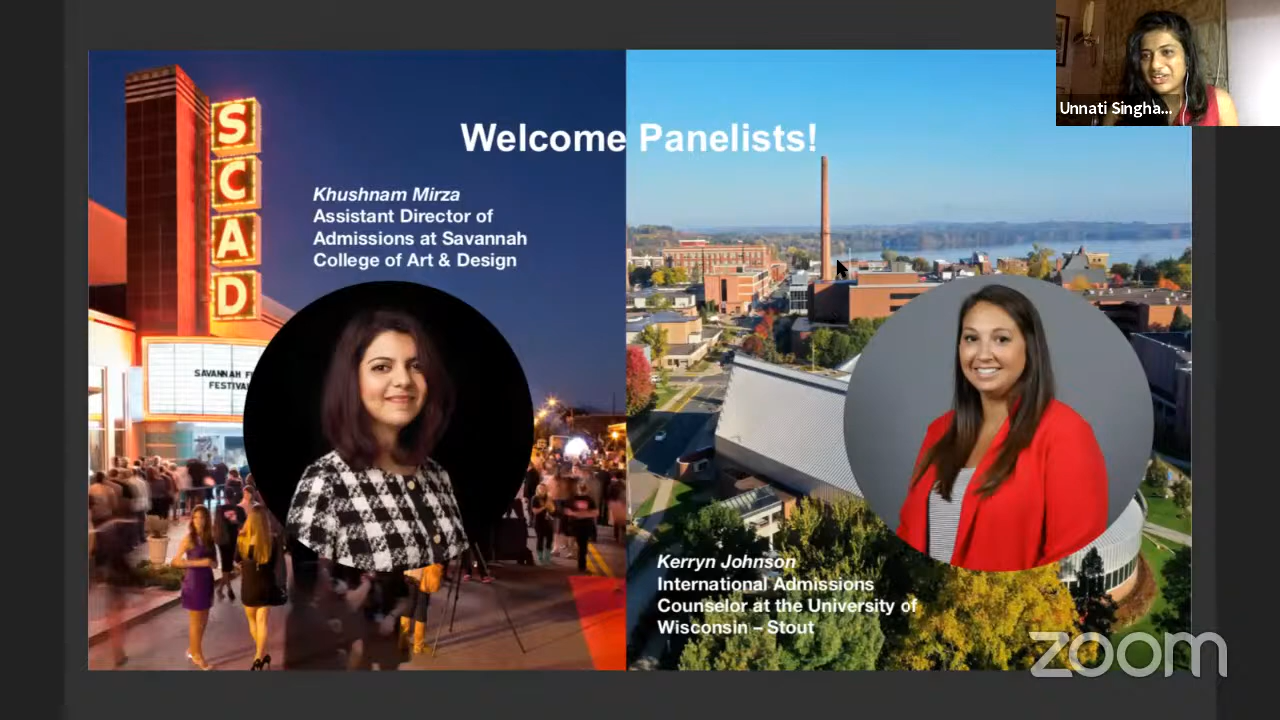 Unnati Singha...
Welcome Panelists!
SCAD
Khushnam Mirza
Assistant Director of
Admissions at Savannah
College of Art & Design
SAVANNAH F
FESTIVAL
Kerryn Johnson
International Admissions
Counselor at the University of
Wisconsin – Stout
zoom